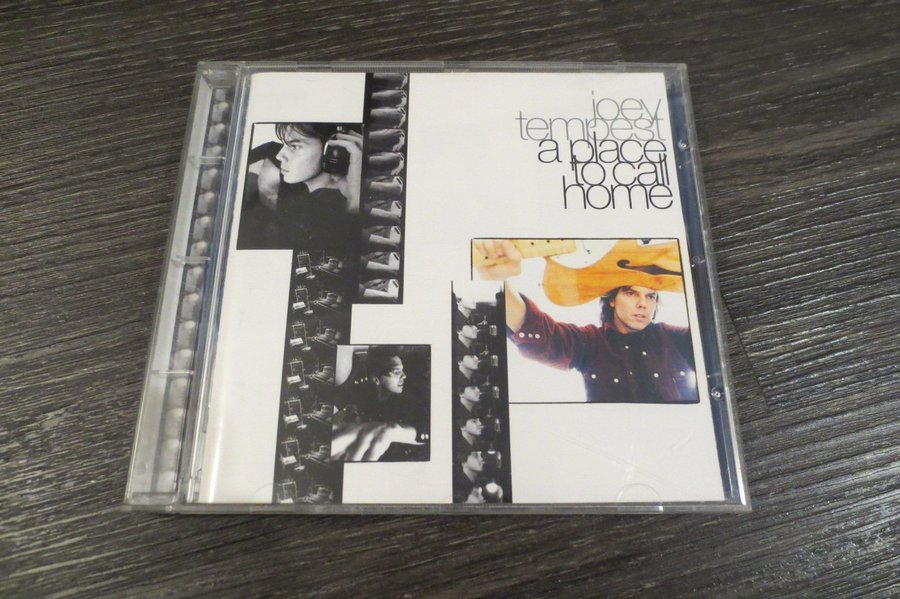 joey
tempest
a place
to call
home